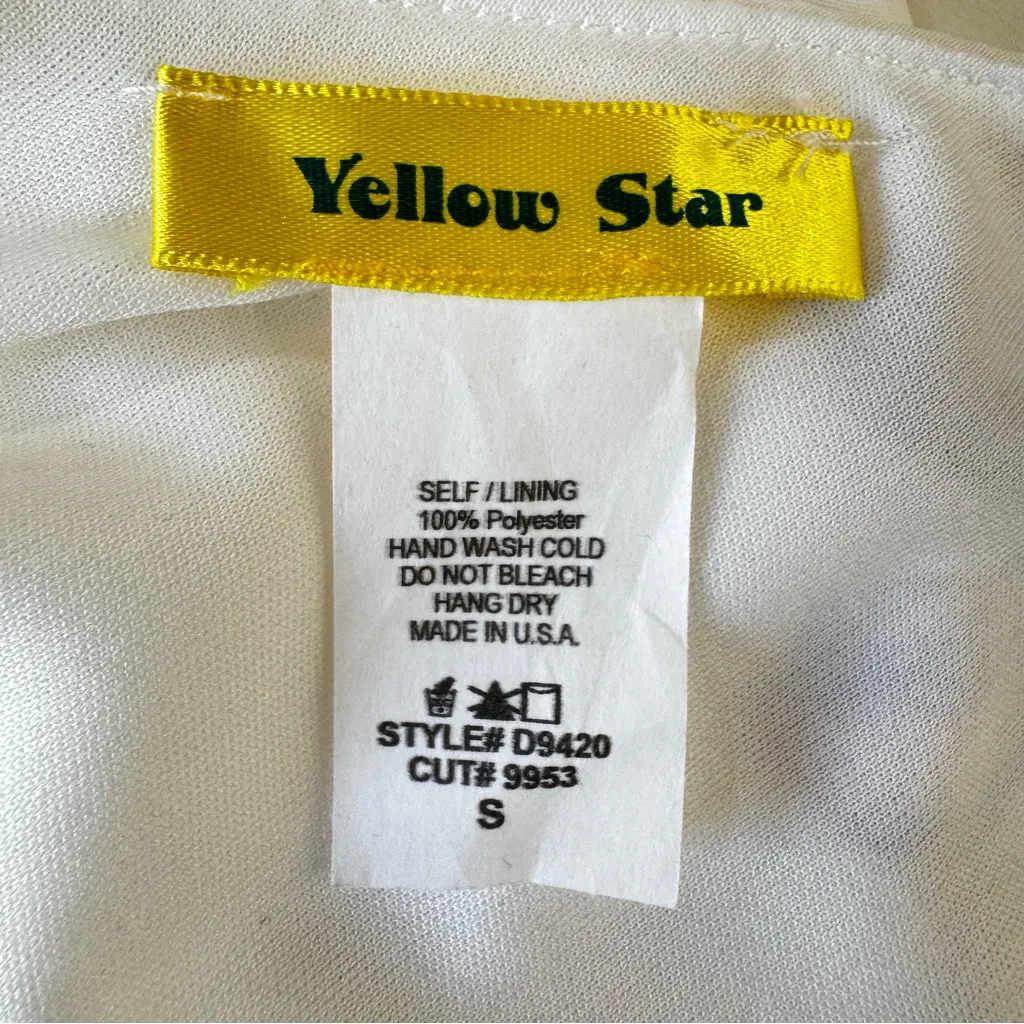 Yellow Star
SELF / LINING
100% Polyester
HAND WASH COLD
DO NOT BLEACH
HANG DRY
MADE IN U.S.A.
STYLE# D9420
CUT# 9953
S